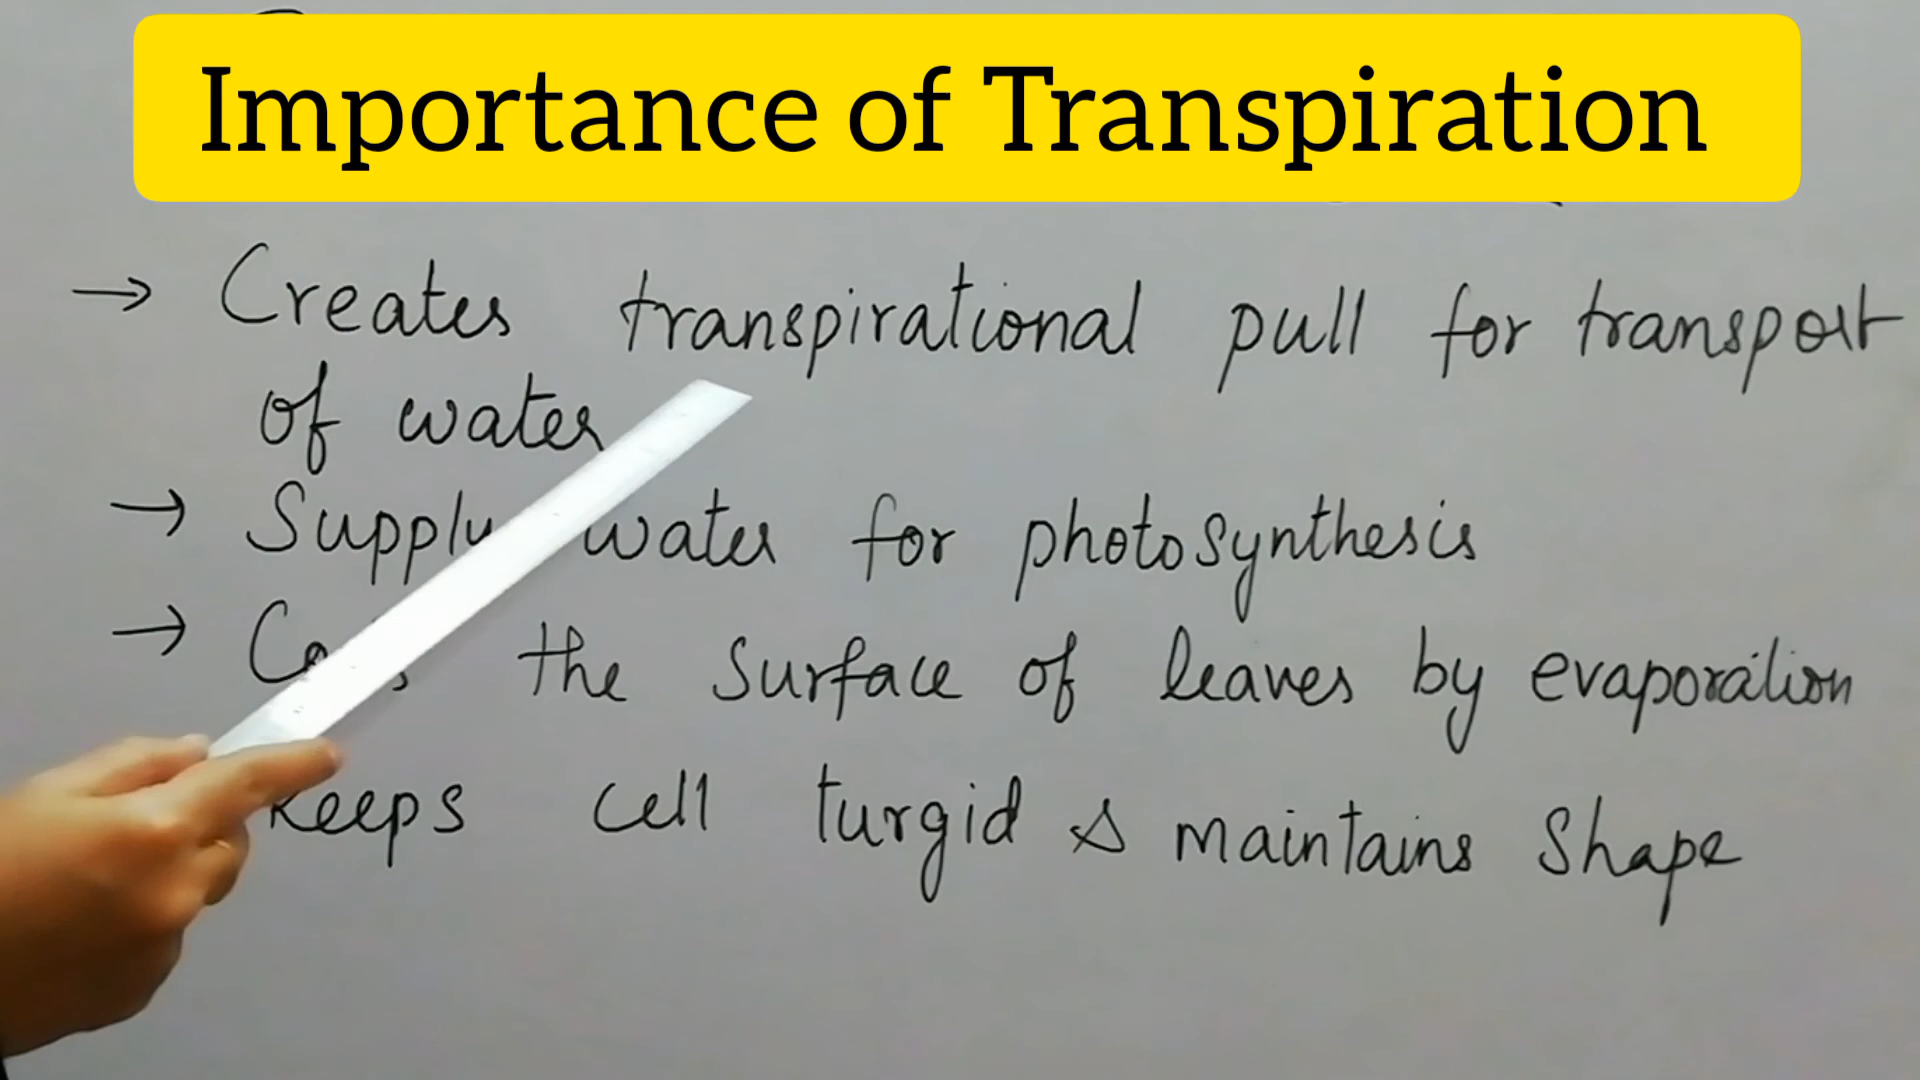 Importance of Transpiration
→ Creates transpirational pull for transport
of water
→ Supply water for photosynthesis
→ the surface of leaves by evaporation
Keeps cell turgid & maintains shape